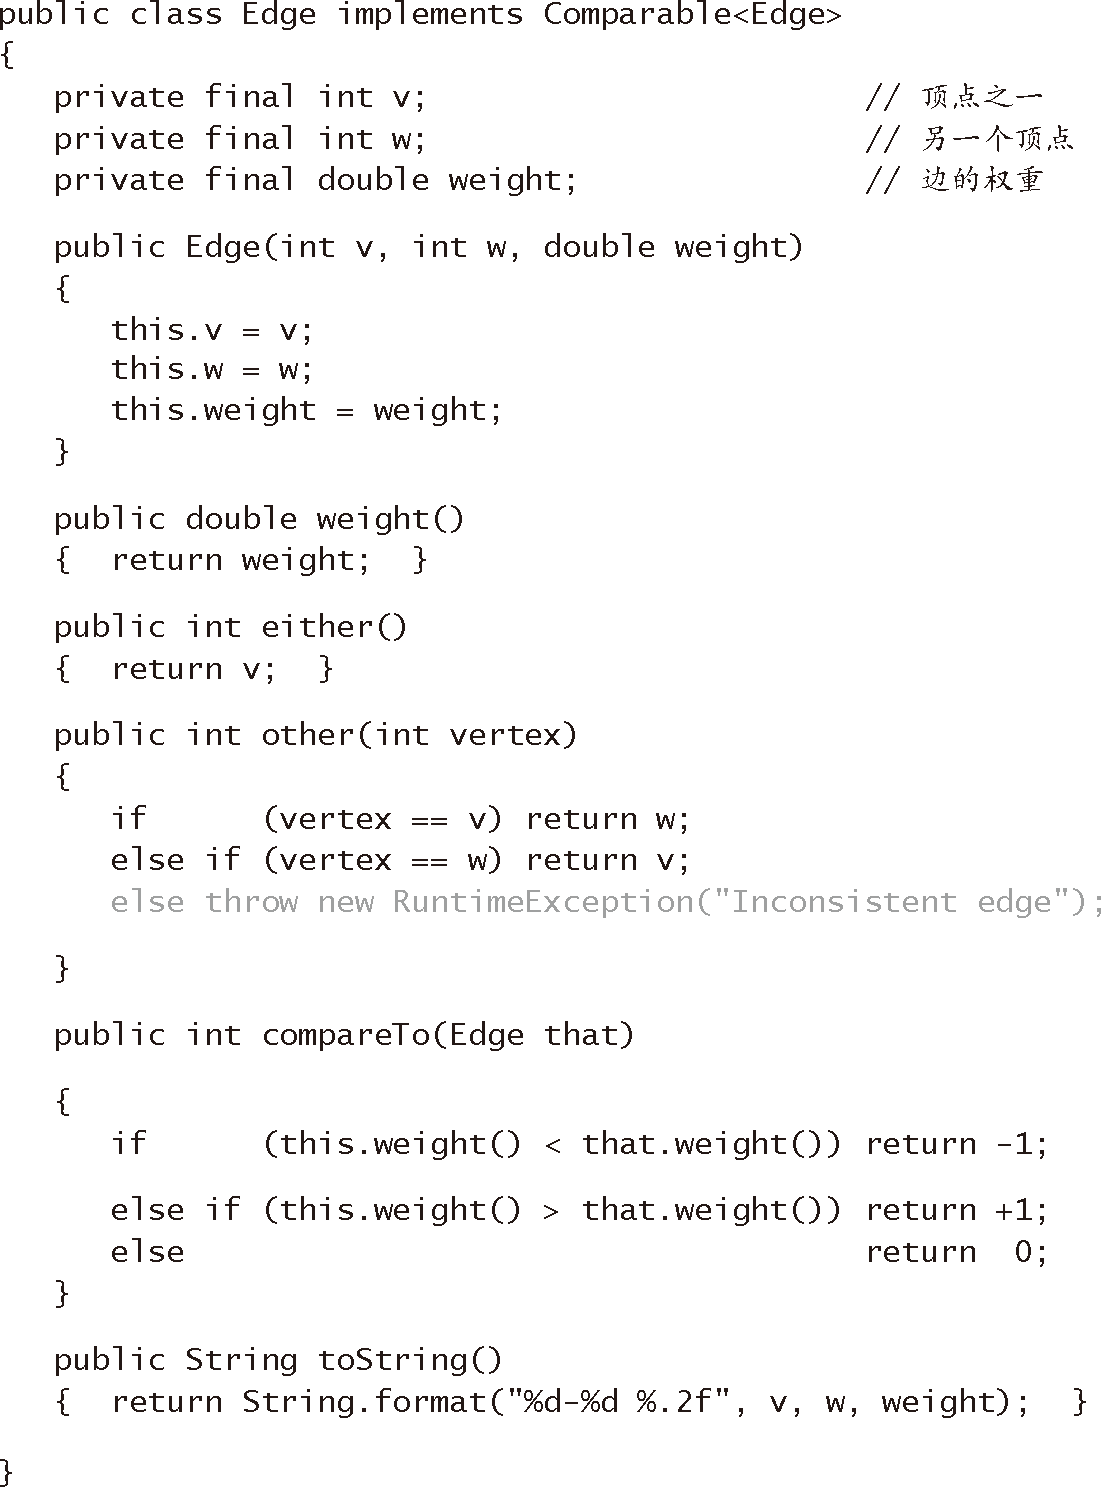 public class Edge implements Comparable<Edge>
{
   private final int v;                       // 顶点之一
   private final int w;                       // 另一个顶点
   private final double weight;               // 边的权重
   public Edge(int v, int w, double weight)
   {
      this.v = v;
      this.w = w;
      this.weight = weight;
   }
   public double weight()
   {  return weight;  }
   public int either()
   {  return v;  }
   public int other(int vertex)
   {
      if      (vertex == v) return w;
      else if (vertex == w) return v;
      else throw new RuntimeException("Inconsistent edge");
   }
   public int compareTo(Edge that)
   {
      if      (this.weight() < that.weight()) return -1;
      else if (this.weight() > that.weight()) return +1;
      else                                    return  0;
   }
   public String toString()
   {  return String.format("%d-%d %.2f", v, w, weight);  }
}